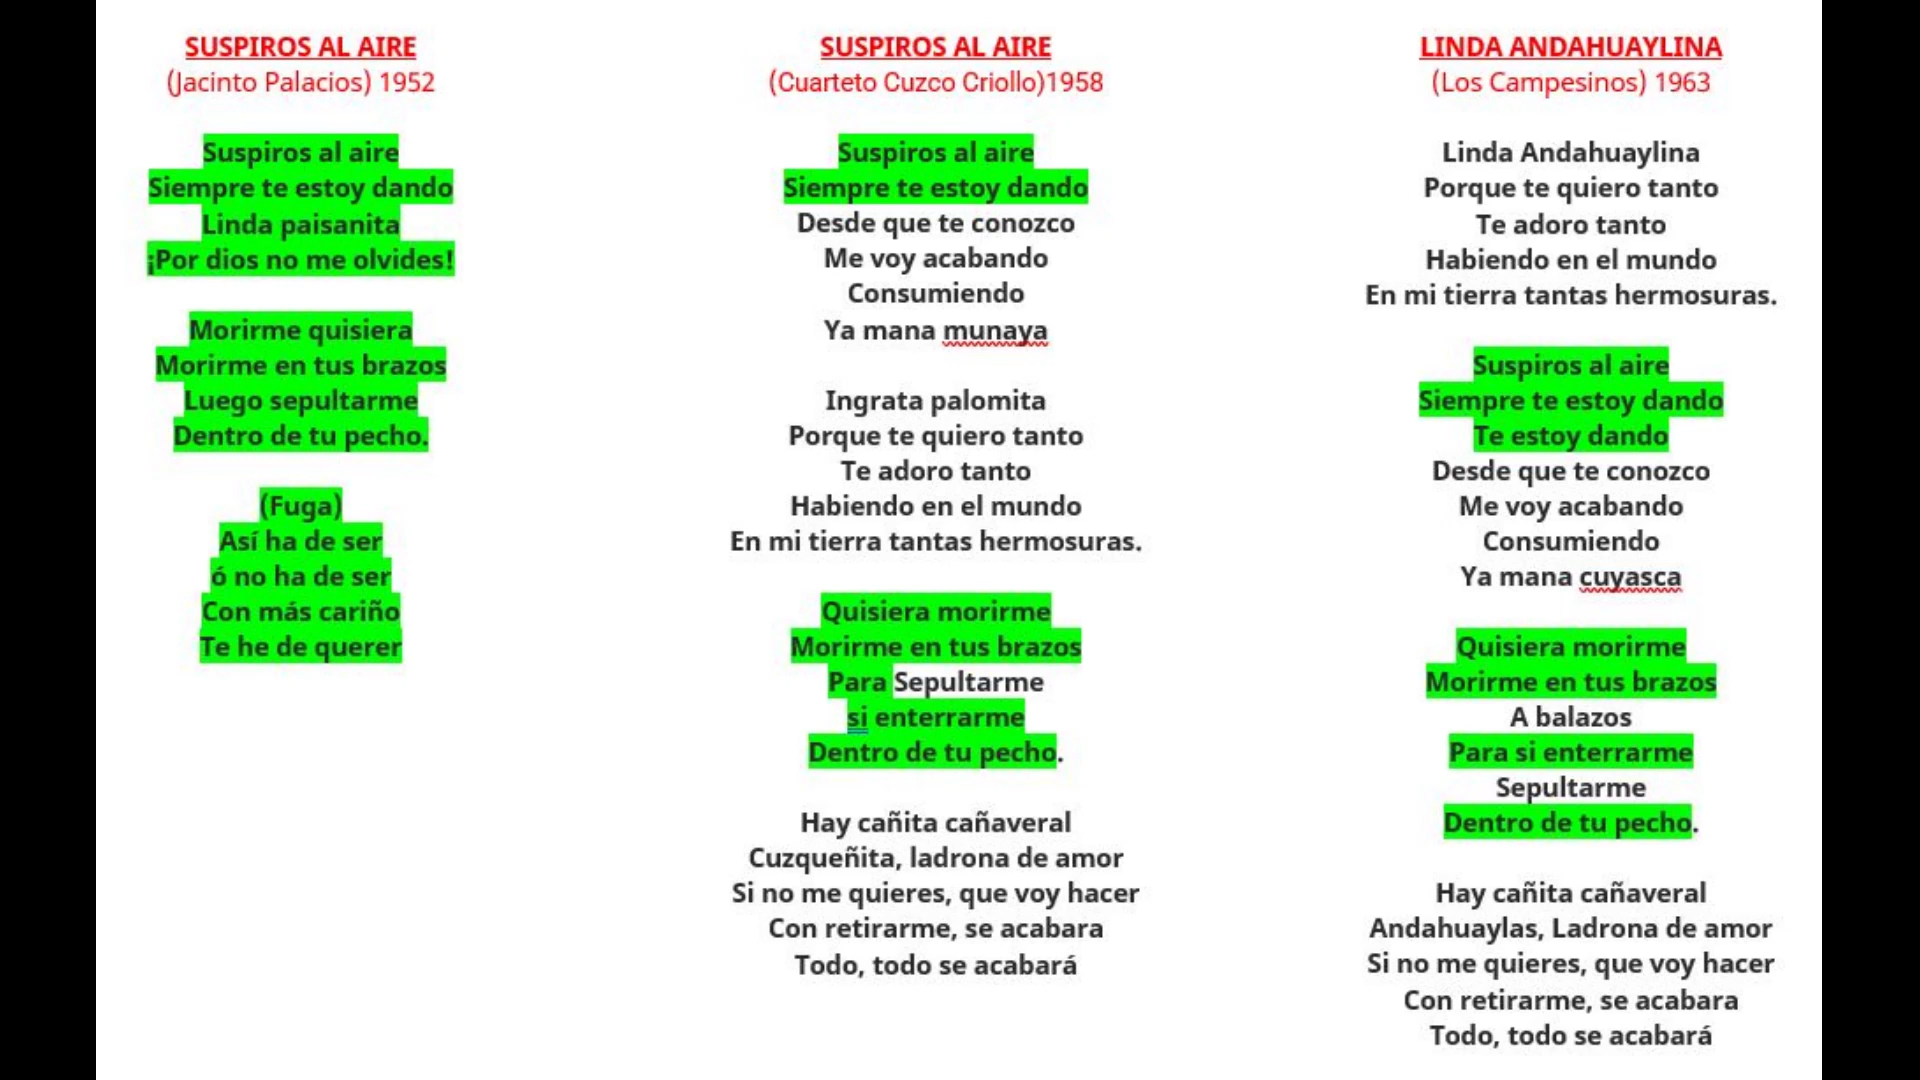 SUSPIROS AL AIRE
(Jacinto Palacios) 1952
Suspiros al aire
Siempre te estoy dando
Linda paisanita
¡Por dios no me olvides!
Morirme quisiera
Morirme en tus brazos
Luego sepultarme
Dentro de tu pecho.
(Fuga)
Así ha de ser
ó no ha de ser
Con más cariño
Te he de querer
SUSPIROS AL AIRE
(Cuarteto Cuzco Criollo)1958
Suspiros al aire
Siempre te estoy dando
Desde que te conozco
Me voy acabando
Consumiendo
Ya mana munaya
Ingrata palomita
Porque te quiero tanto
Te adoro tanto
Habiendo en el mundo
En mi tierra tantas hermosuras.
Quisiera morirme
Morirme en tus brazos
Para Sepultarme
si enterrarme
Dentro de tu pecho.
Hay cañita cañaveral
Cuzqueñita, ladrona de amor
Si no me quieres, que voy hacer
Con retirarme, se acabara
Todo, todo se acabará
LINDA ANDAHUAYLINA
(Los Campesinos) 1963
Linda Andahuaylina
Porque te quiero tanto
Te adoro tanto
Habiendo en el mundo
En mi tierra tantas hermosuras.
Suspiros al aire
Siempre te estoy dando
Te estoy dando
Desde que te conozco
Me voy acabando
Consumiendo
Ya mana cuyasca
Quisiera morirme
Morirme en tus brazos
A balazos
Para si enterrarme
Sepultarme
Dentro de tu pecho.
Hay cañita cañaveral
Andahuaylas, Ladrona de amor
Si no me quieres, que voy hacer
Con retirarme, se acabara
Todo, todo se acabará